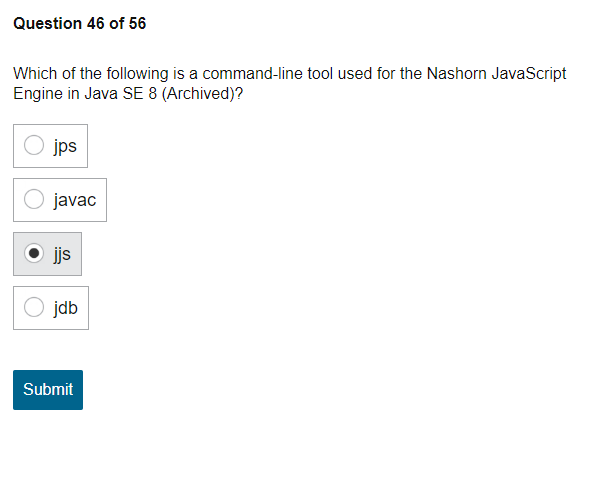 Question 46 of 56
Which of the following is a command-line tool used for the Nashorn JavaScript
Engine in Java SE 8 (Archived)?
jps
javac
jjs
jdb
Submit